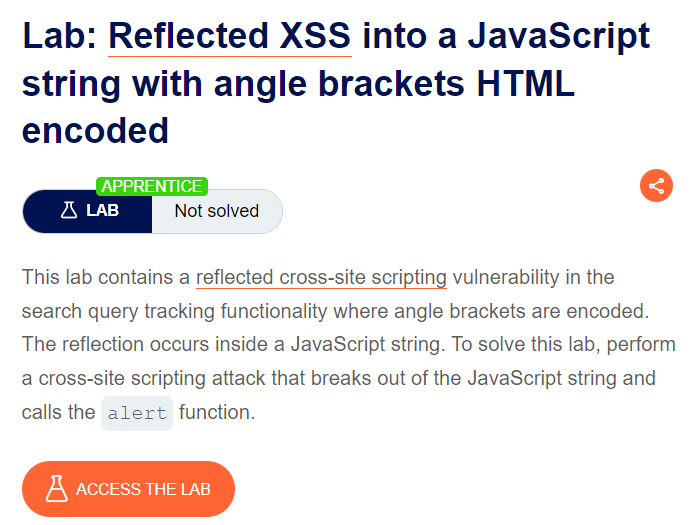 Lab: Reflected XSS into a JavaScript
string with angle brackets HTML
encoded
APPRENTICE
LAB Not solved
This lab contains a reflected cross-site scripting vulnerability in the
search query tracking functionality where angle brackets are encoded.
The reflection occurs inside a JavaScript string. To solve this lab, perform
a cross-site scripting attack that breaks out of the JavaScript string and
calls the alert function.
ACCESS THE LAB